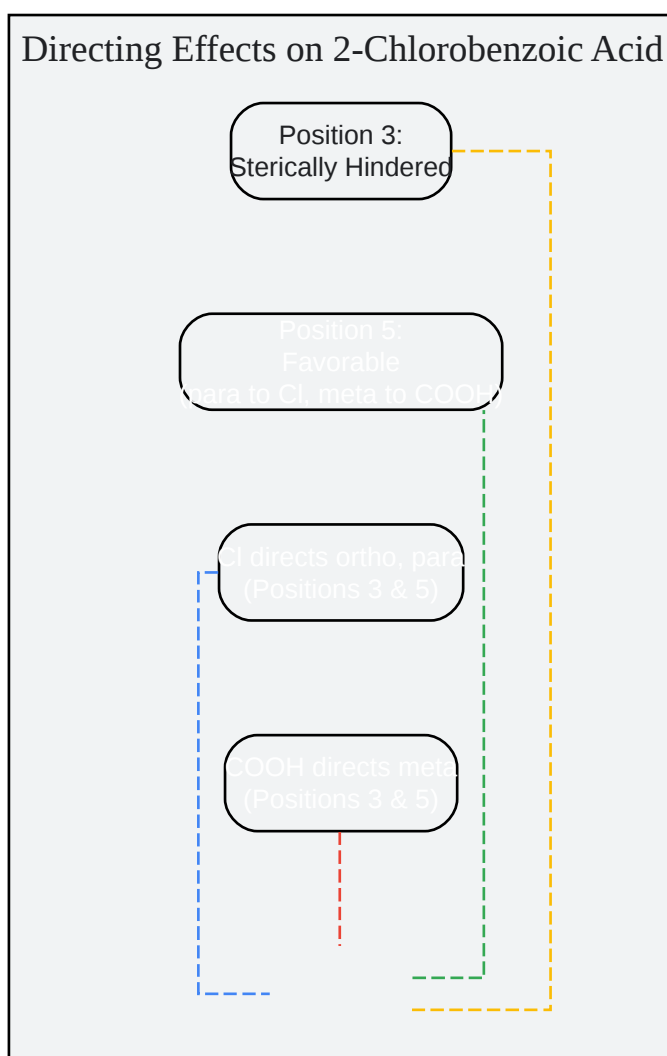 Directing Effects on 2-Chlorobenzoic Acid
Position 3:
Sterically Hindered
Position 5:
Favorable
(para to Cl, meta to COOH)
Cl directs ortho, para
(Positions 3 & 5)
COOH directs meta
(Positions 3 & 5)